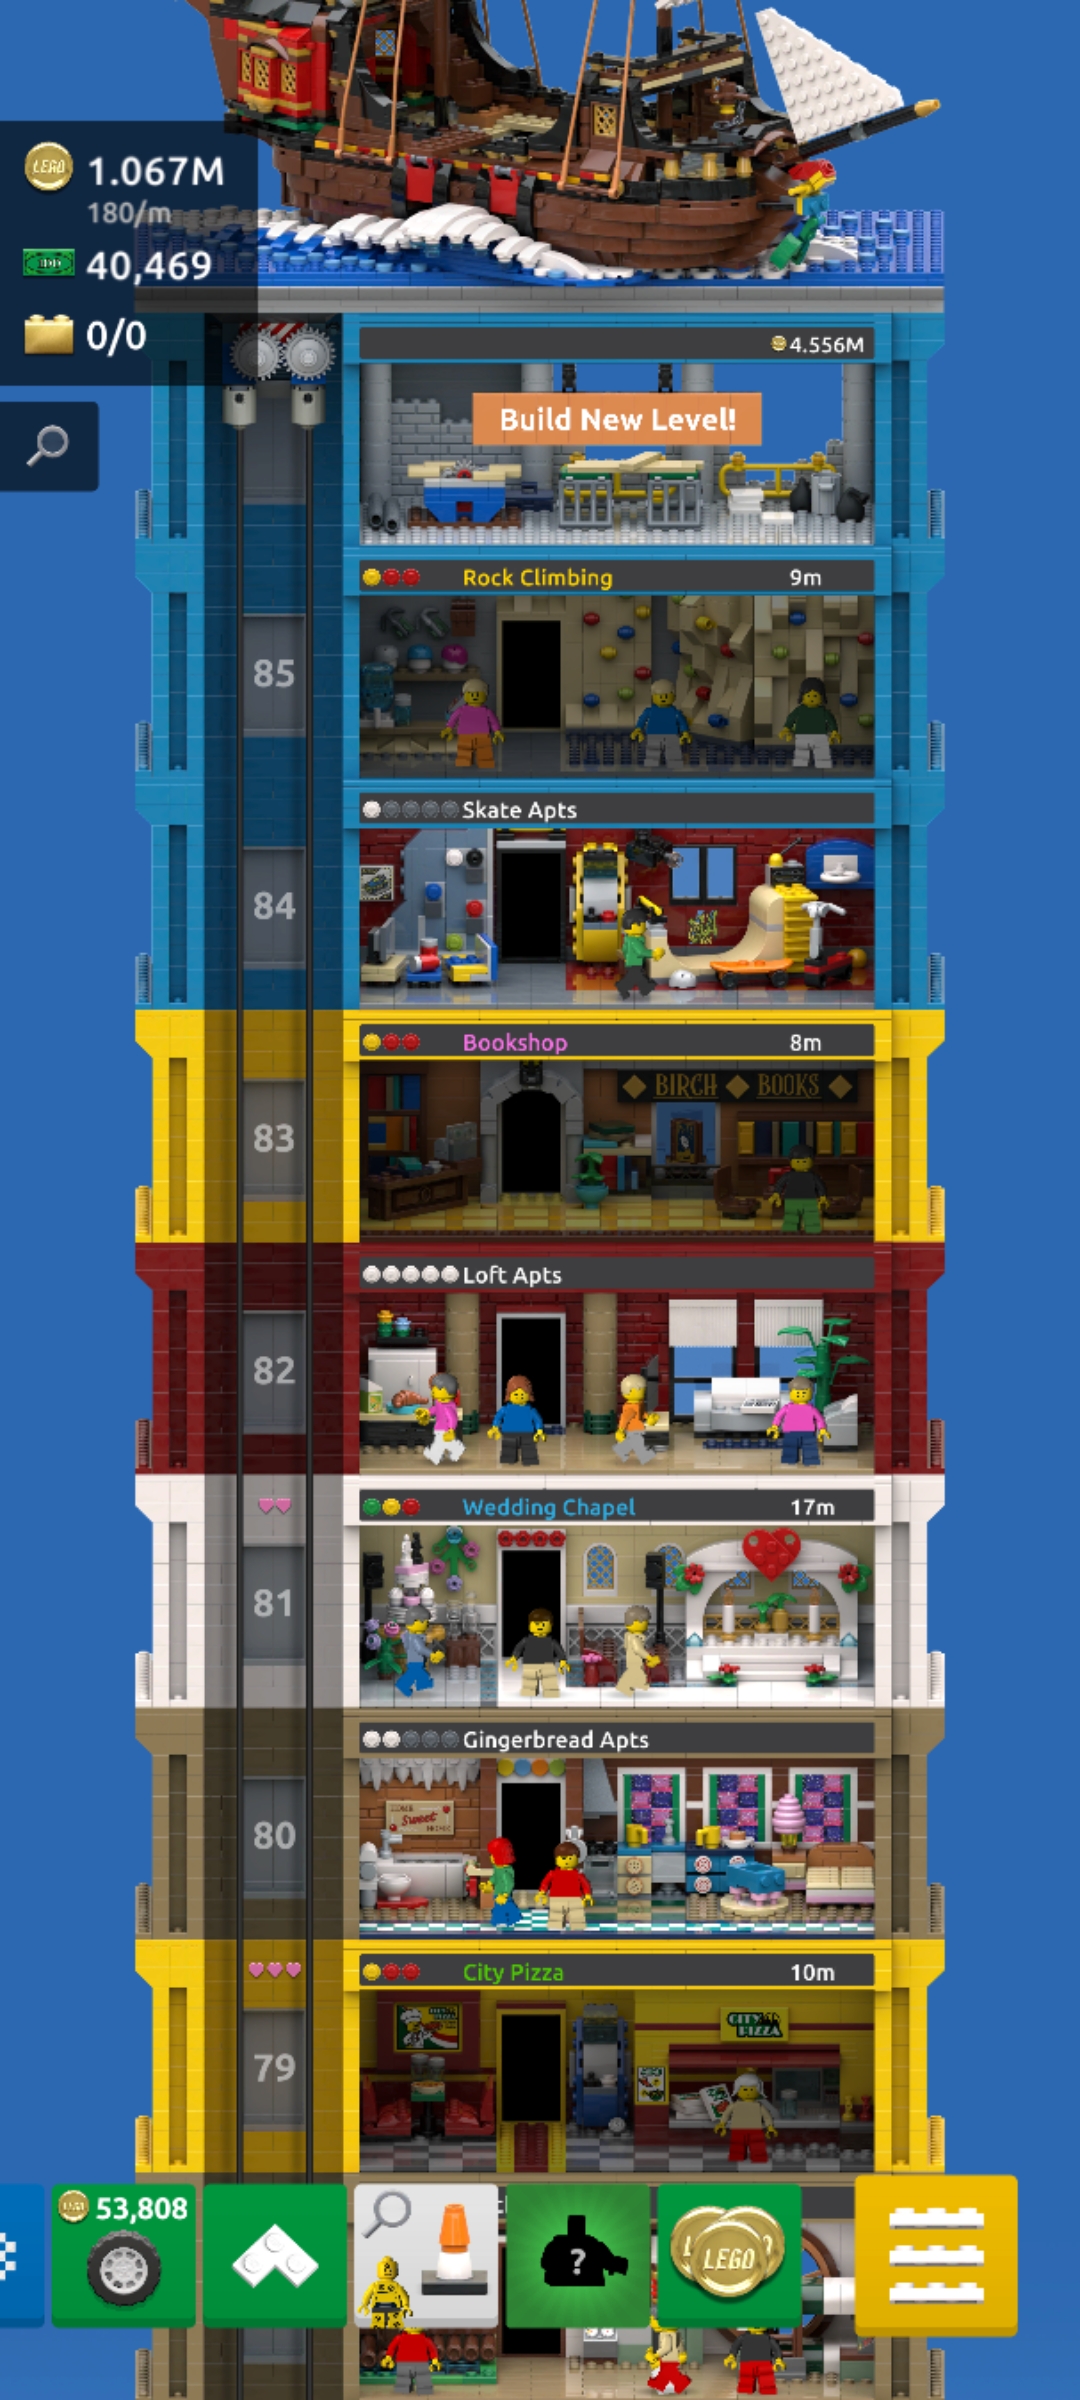 LEGO 1.067M
180/m
40,469
0/0
4.556M
Build New Level!
Rock Climbing 9m
85
Skate Apts
84
Bookshop 8m
BIRCH BOOKS
83
Loft Apts
82
Wedding Chapel 17m
81
Gingerbread Apts
Sweet
80
City Pizza 10m
CITY PIZZA
79
53,808
?
LEGO